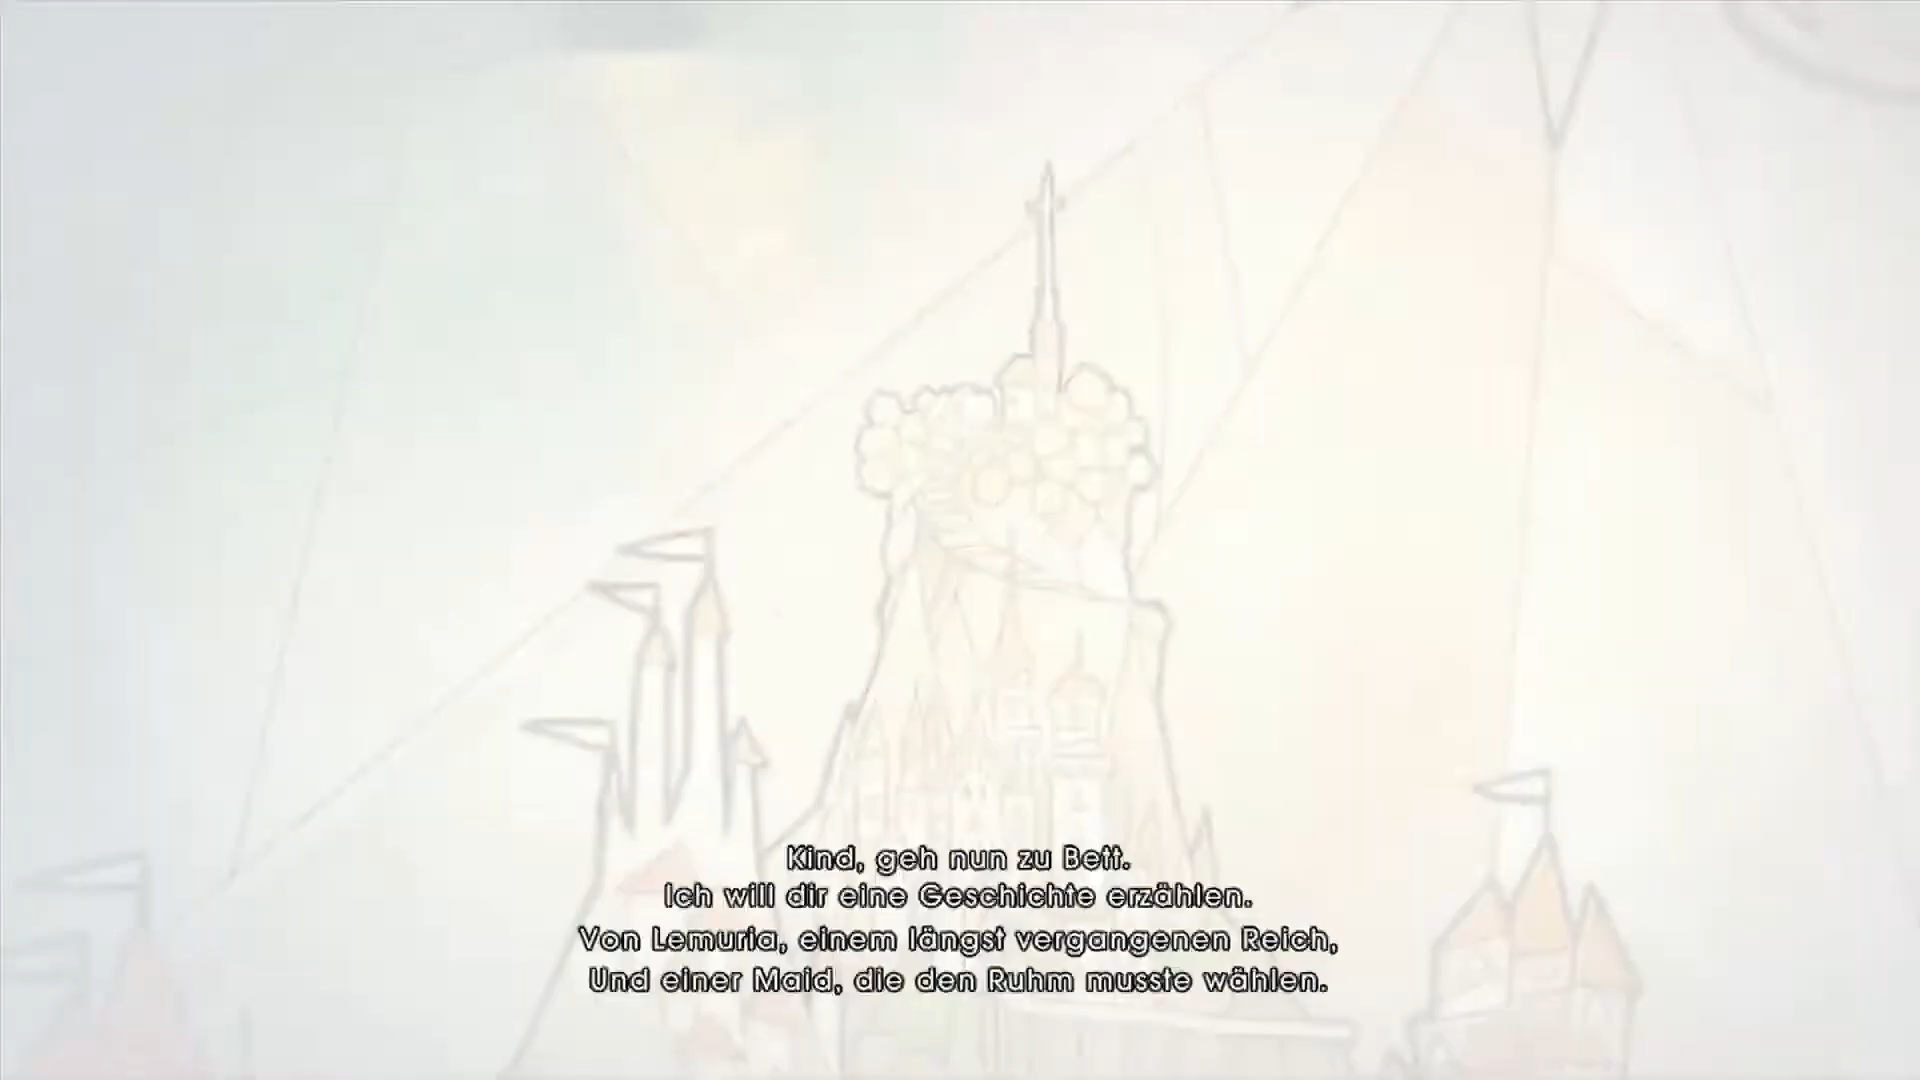 Kind, geh nun zu Bett.
Ich will dir eine Geschichte erzählen.
Von Lemuria, einem längst vergangenen Reich,
Und einer Maid, die den Ruhm musste wählen.